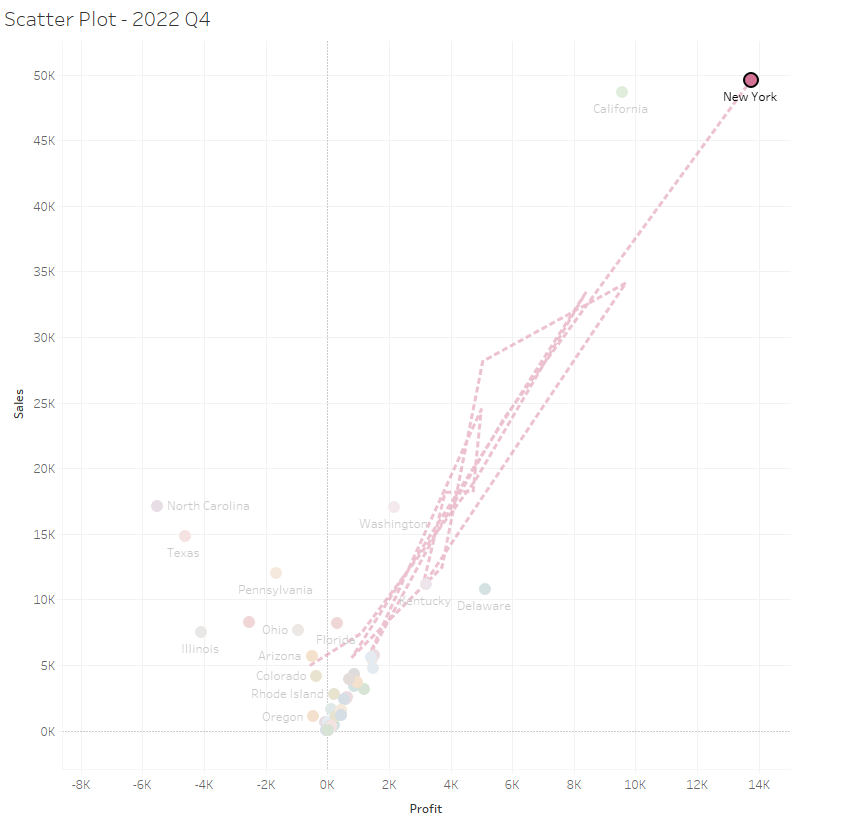 Scatter Plot - 2022 Q4
50K
New York
California
45K
40K
35K
30K
Sales
25K
20K
North Carolina
Washington
15K
Texas
Pennsylvania
10K
Kentucky
Delaware
Ohio
Florida
Illinois
Arizona
5K
Colorado
Rhode Island
Oregon
0K
-8K -6K -4K -2K 0K 2K 4K 6K 8K 10K 12K 14K
Profit